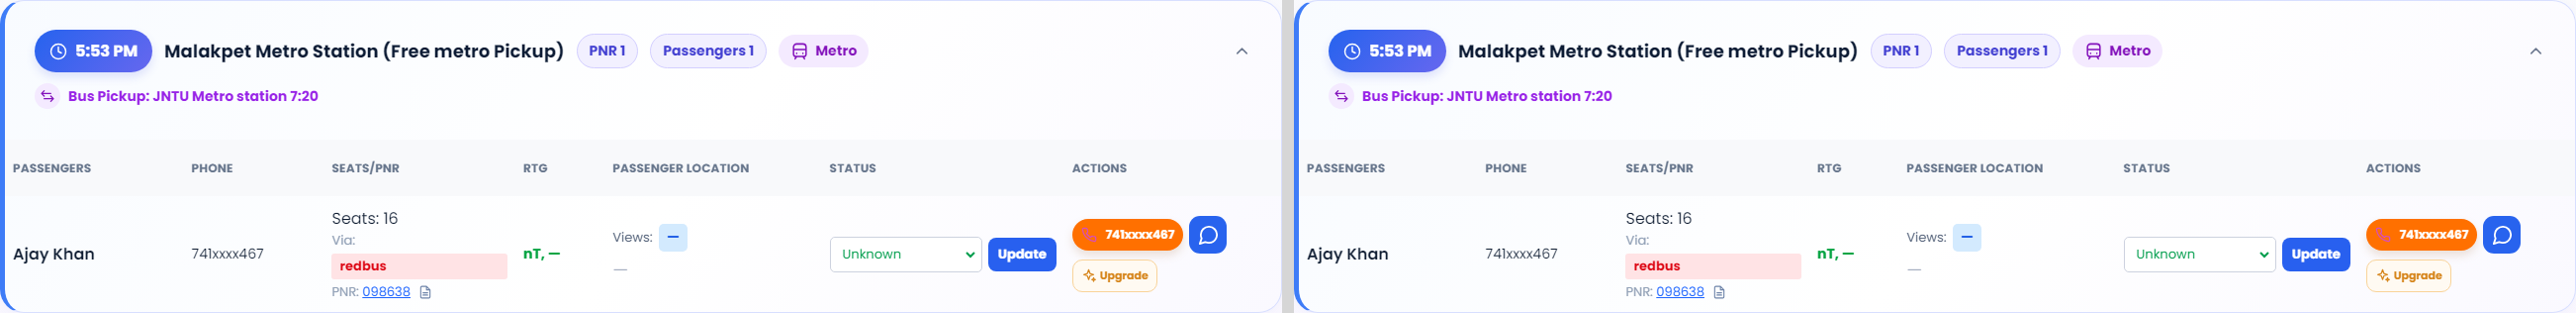 5:53 PM Malakpet Metro Station (Free metro Pickup) PNR 1 Passengers 1 Metro
Bus Pickup: JNTU Metro station 7:20
PASSENGERS PHONE SEATS/PNR RTG PASSENGER LOCATION STATUS ACTIONS
Ajay Khan 741xxxx467
Seats: 16
Via:
redbus
PNR: 098638
nT, —
Views: —
—
Unknown Update
741xxxx467
Upgrade
5:53 PM Malakpet Metro Station (Free metro Pickup) PNR 1 Passengers 1 Metro
Bus Pickup: JNTU Metro station 7:20
PASSENGERS PHONE SEATS/PNR RTG PASSENGER LOCATION STATUS ACTIONS
Ajay Khan 741xxxx467
Seats: 16
Via:
redbus
PNR: 098638
nT, —
Views: —
—
Unknown Update
741xxxx467
Upgrade